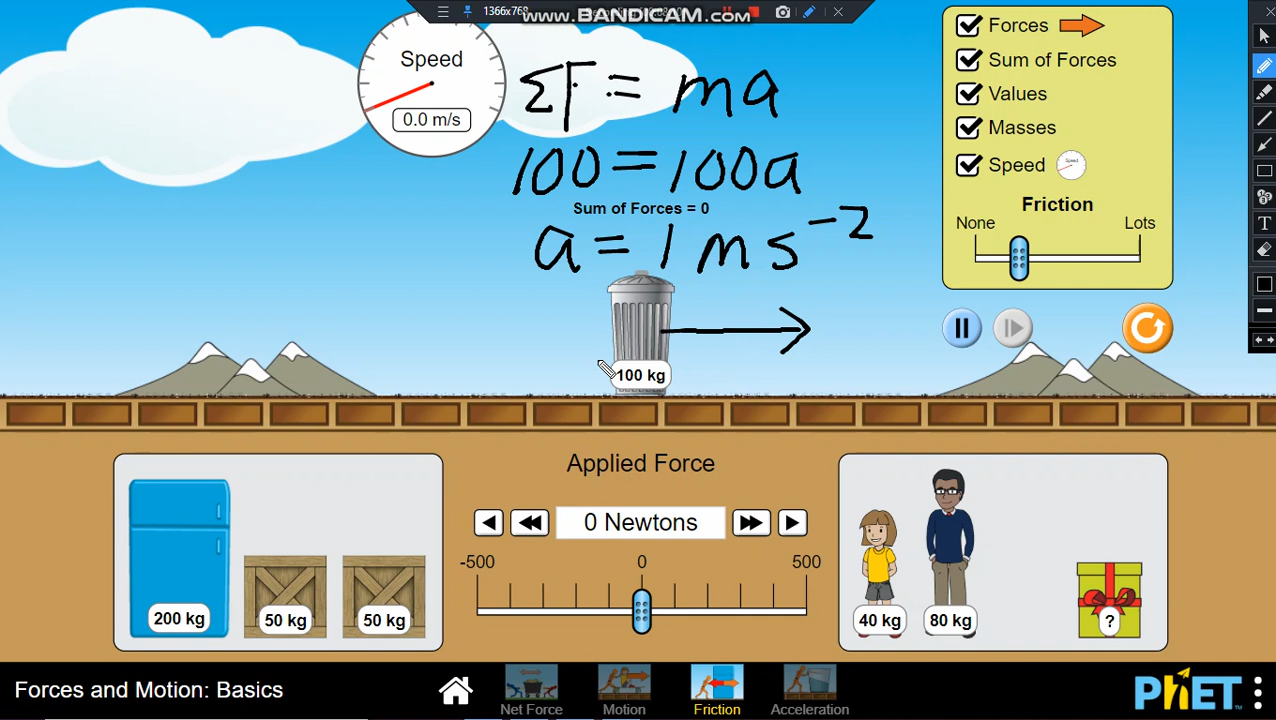 1366x768
www.BANDICAM.com
Speed
0.0 m/s
ΣF = ma
100 = 100a
Sum of Forces = 0
a = 1 m s⁻²
100 kg
Forces
Sum of Forces
Values
Masses
Speed
Speed
Friction
None Lots
Applied Force
0 Newtons
-500 0 500
200 kg
50 kg
50 kg
40 kg
80 kg
?
Forces and Motion: Basics
Net Force
Motion
Friction
Acceleration
PhET
T